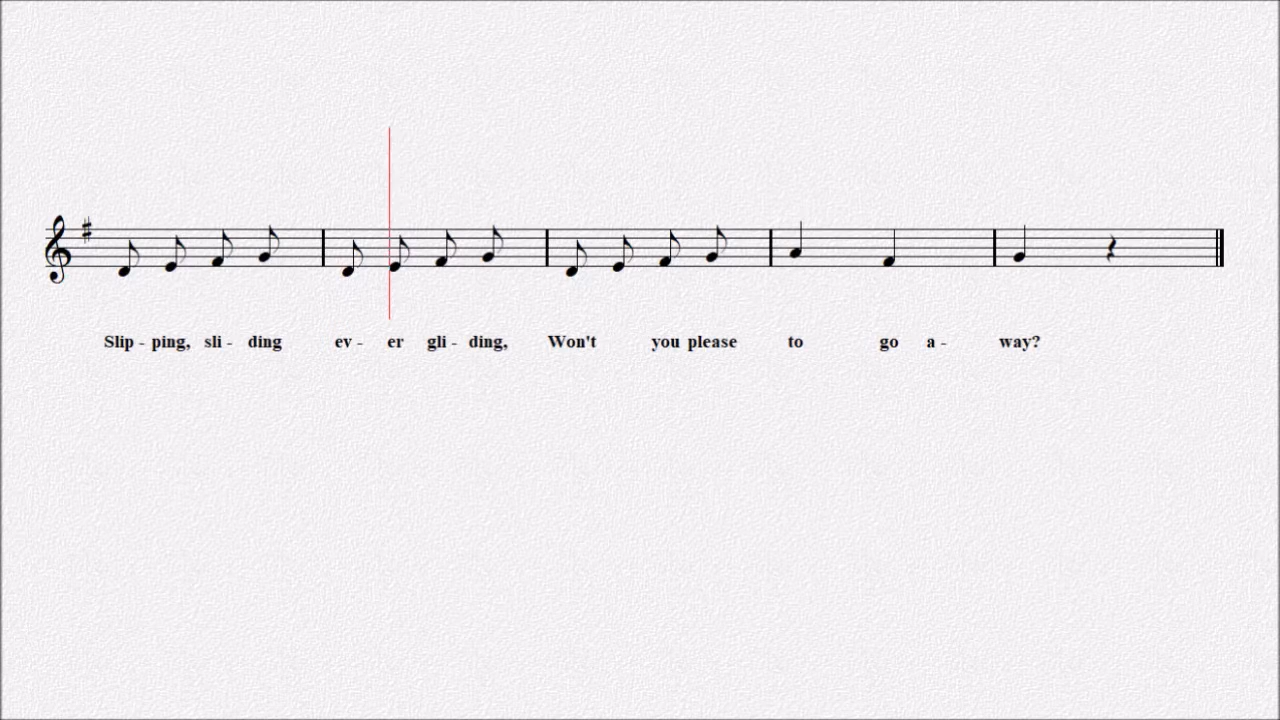 Slip - ping, sli - ding ev - er gli - ding, Won't you please to go a - way?